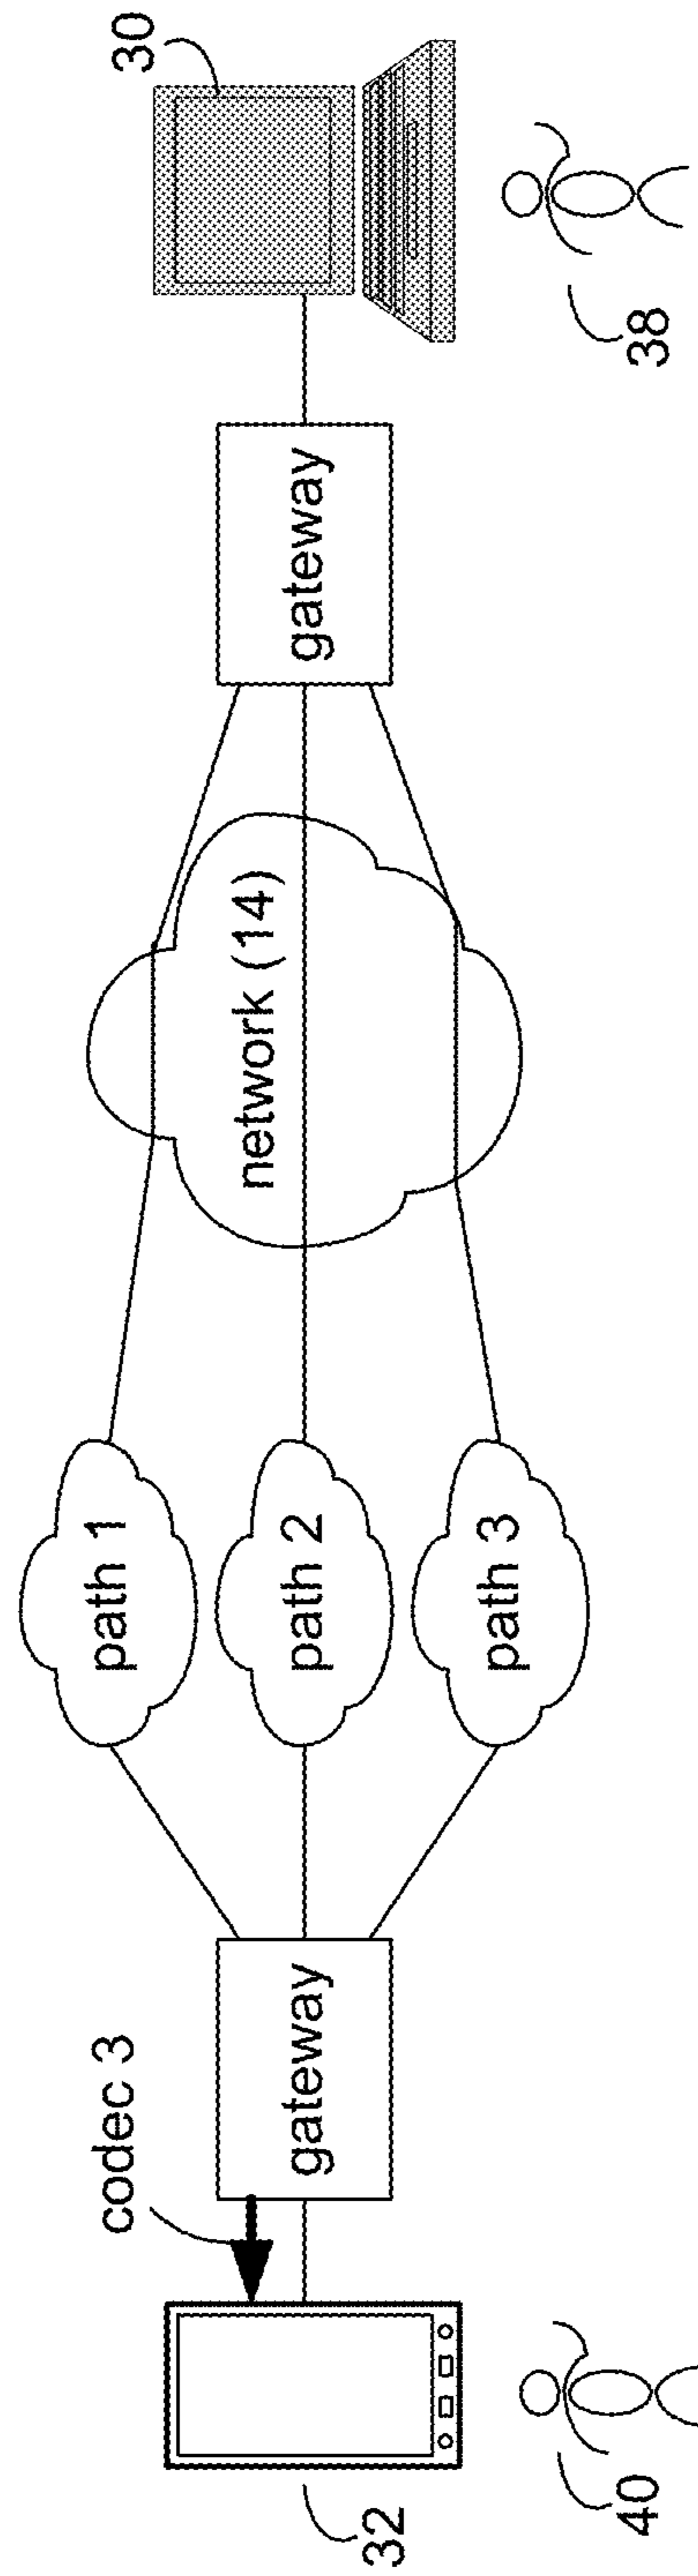 codec 3
path 1
30
gateway
path 2
network (14)
gateway
path 3
32
40
38